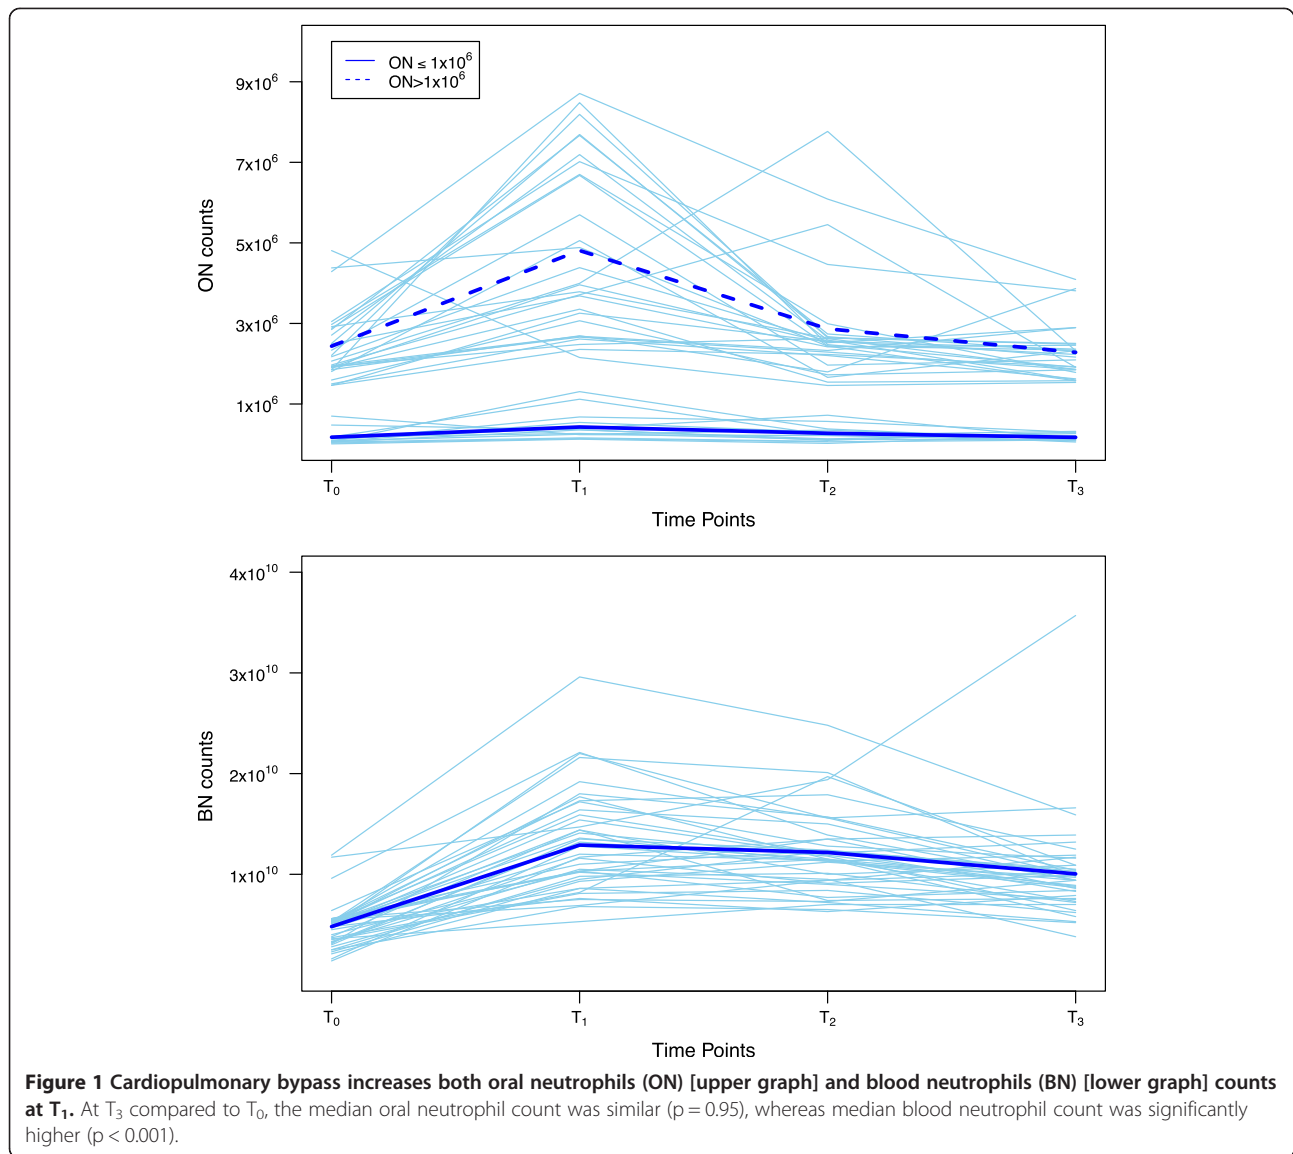 ON ≤ 1x10⁶
ON>1x10⁶
9x10⁶
7x10⁶
5x10⁶
3x10⁶
1x10⁶
ON counts
T₀ T₁ T₂ T₃
Time Points
4x10¹⁰
3x10¹⁰
2x10¹⁰
1x10¹⁰
BN counts
T₀ T₁ T₂ T₃
Time Points
Figure 1 Cardiopulmonary bypass increases both oral neutrophils (ON) [upper graph] and blood neutrophils (BN) [lower graph] counts
at T₁. At T₃ compared to T₀, the median oral neutrophil count was similar (p = 0.95), whereas median blood neutrophil count was significantly
higher (p < 0.001).